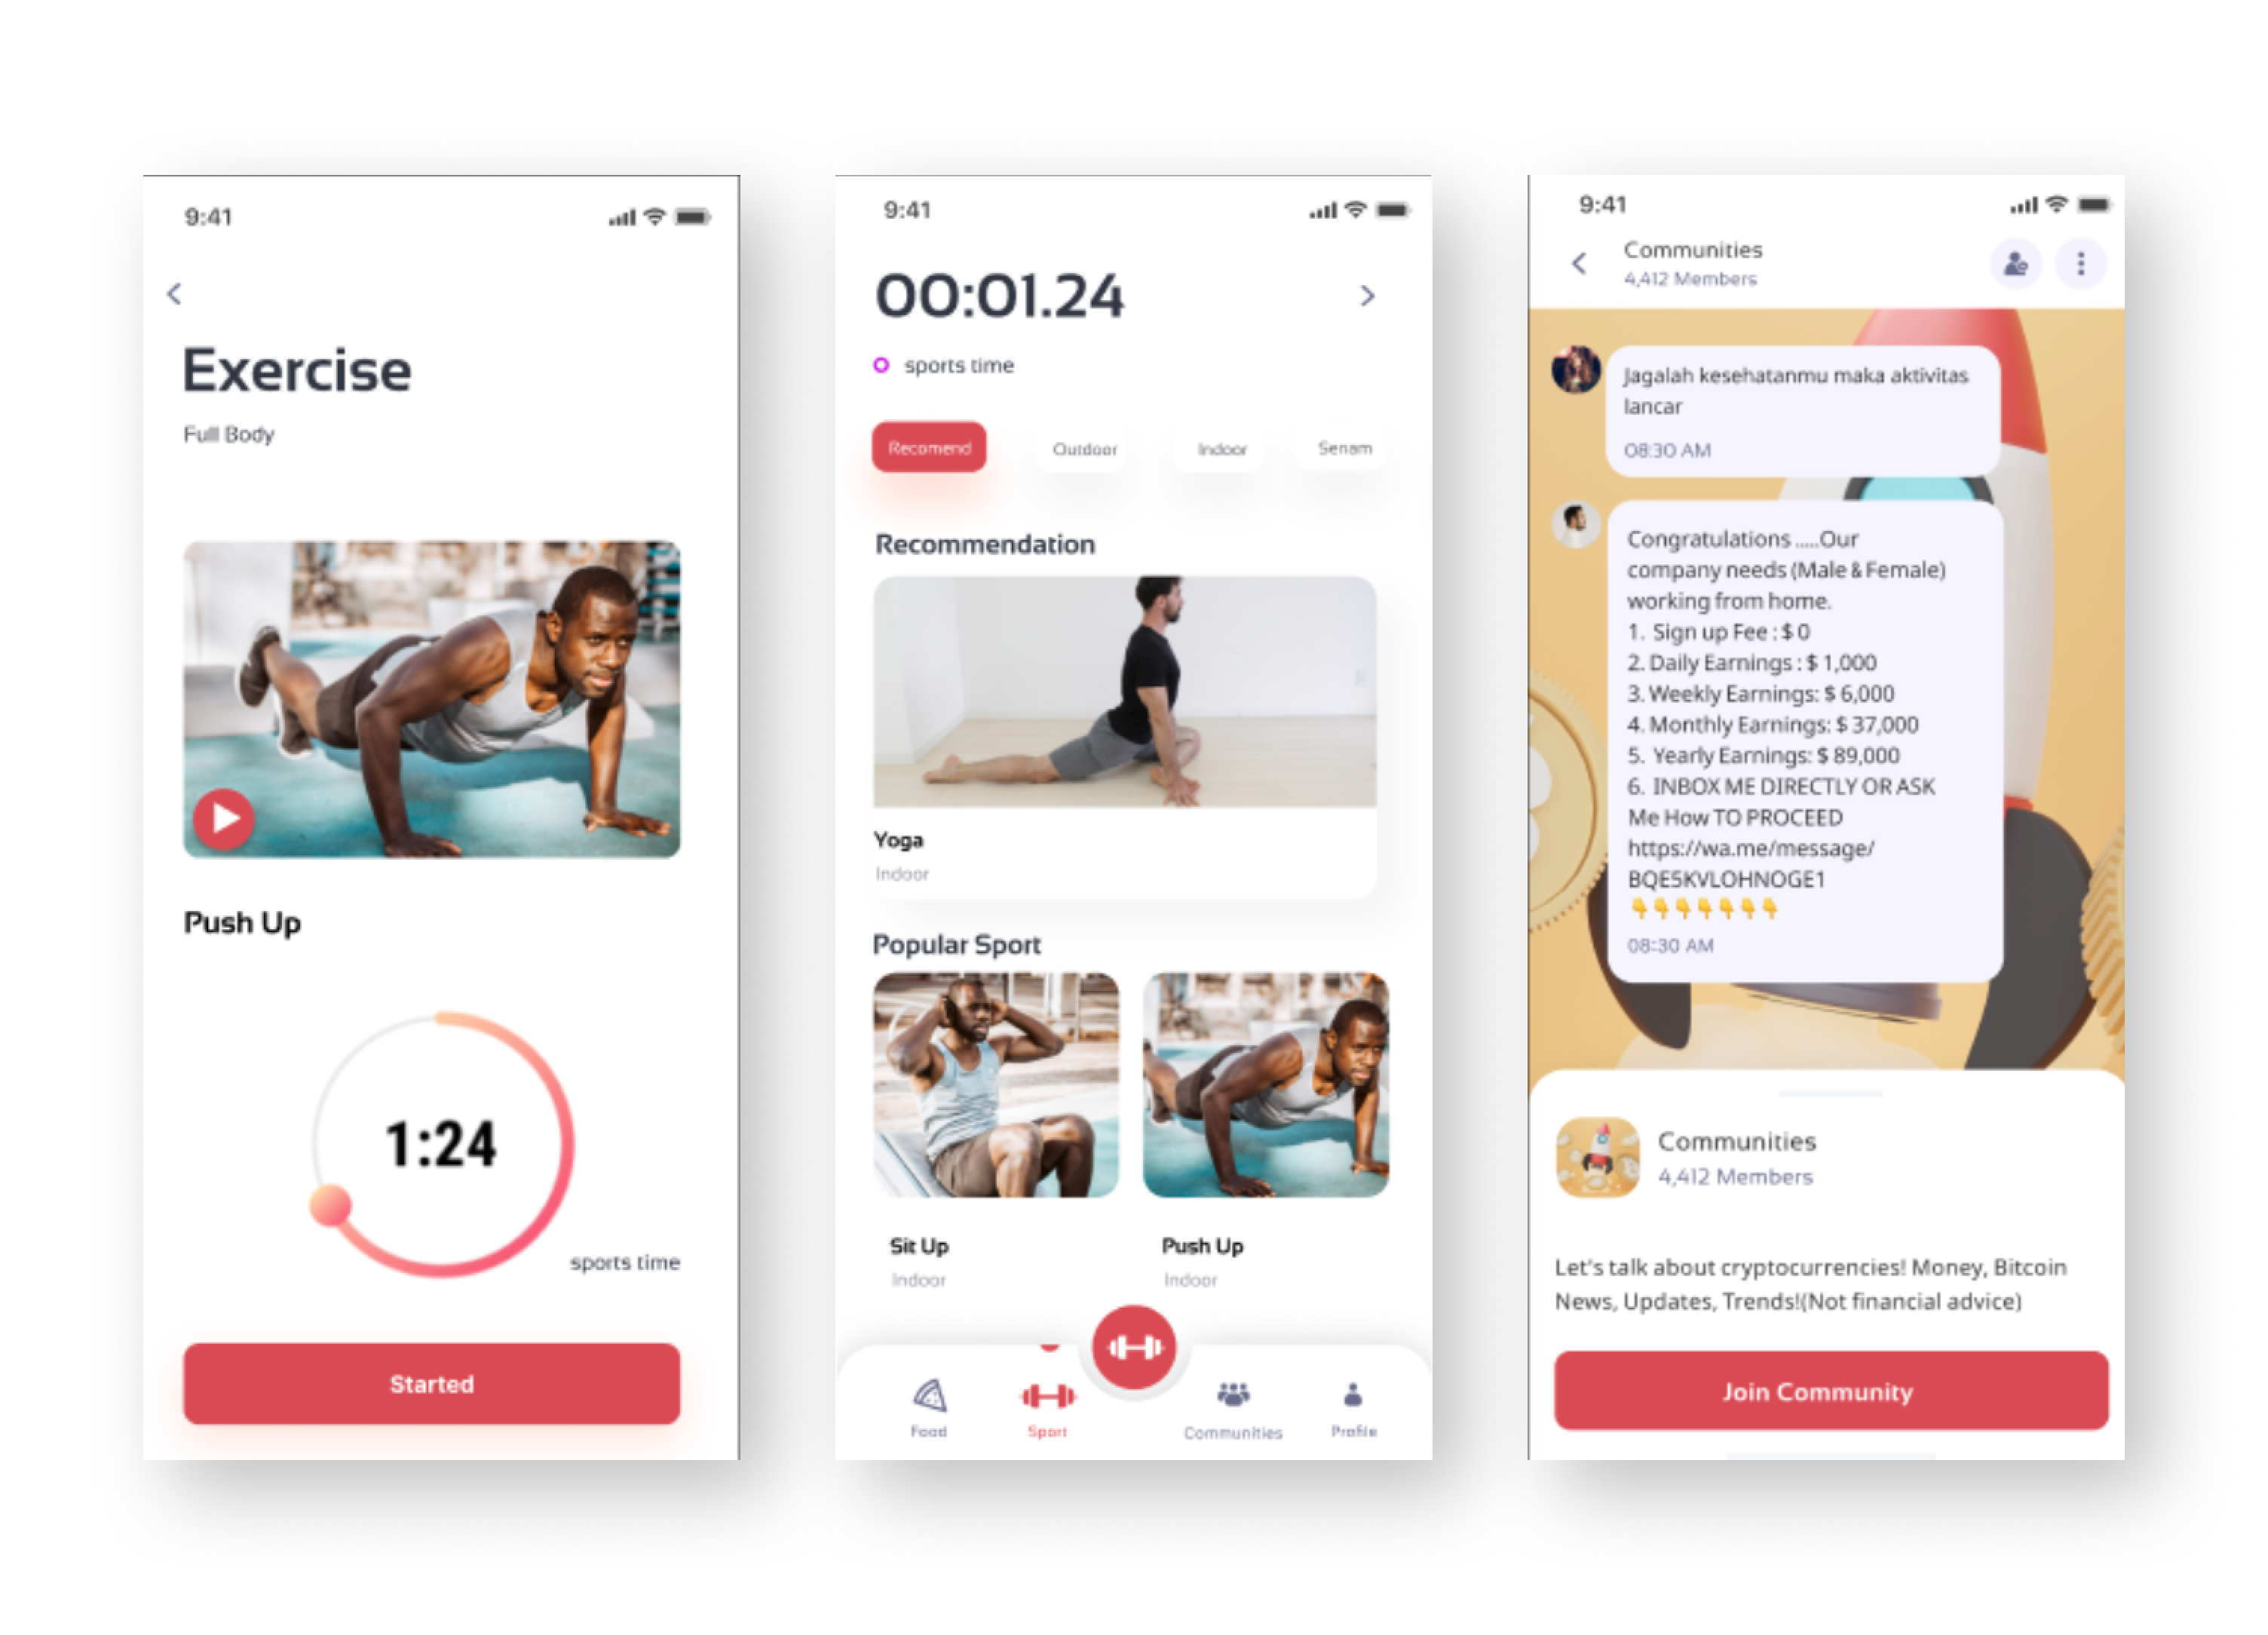 9:41
Exercise
Full Body
Push Up
1:24
sports time
Started
9:41
00:01.24
sports time
Recomend
Outdoor
Indoor
Senam
Recommendation
Yoga
Indoor
Popular Sport
Sit Up
Indoor
Push Up
Indoor
Food
Sport
Communities
Profile
9:41
Communities
4,412 Members
Jagalah kesehatanmu maka aktivitas
lancar
08:30 AM
Congratulations .....Our
company needs (Male & Female)
working from home.
1. Sign up Fee : $ 0
2. Daily Earnings : $ 1,000
3. Weekly Earnings: $ 6,000
4. Monthly Earnings: $ 37,000
5. Yearly Earnings: $ 89,000
6. INBOX ME DIRECTLY OR ASK
Me How TO PROCEED
https://wa.me/message/
BQE5KVLOHNOGE1
👇👇👇👇👇👇👇
08:30 AM
Communities
4,412 Members
Let's talk about cryptocurrencies! Money, Bitcoin
News, Updates, Trends!(Not financial advice)
Join Community